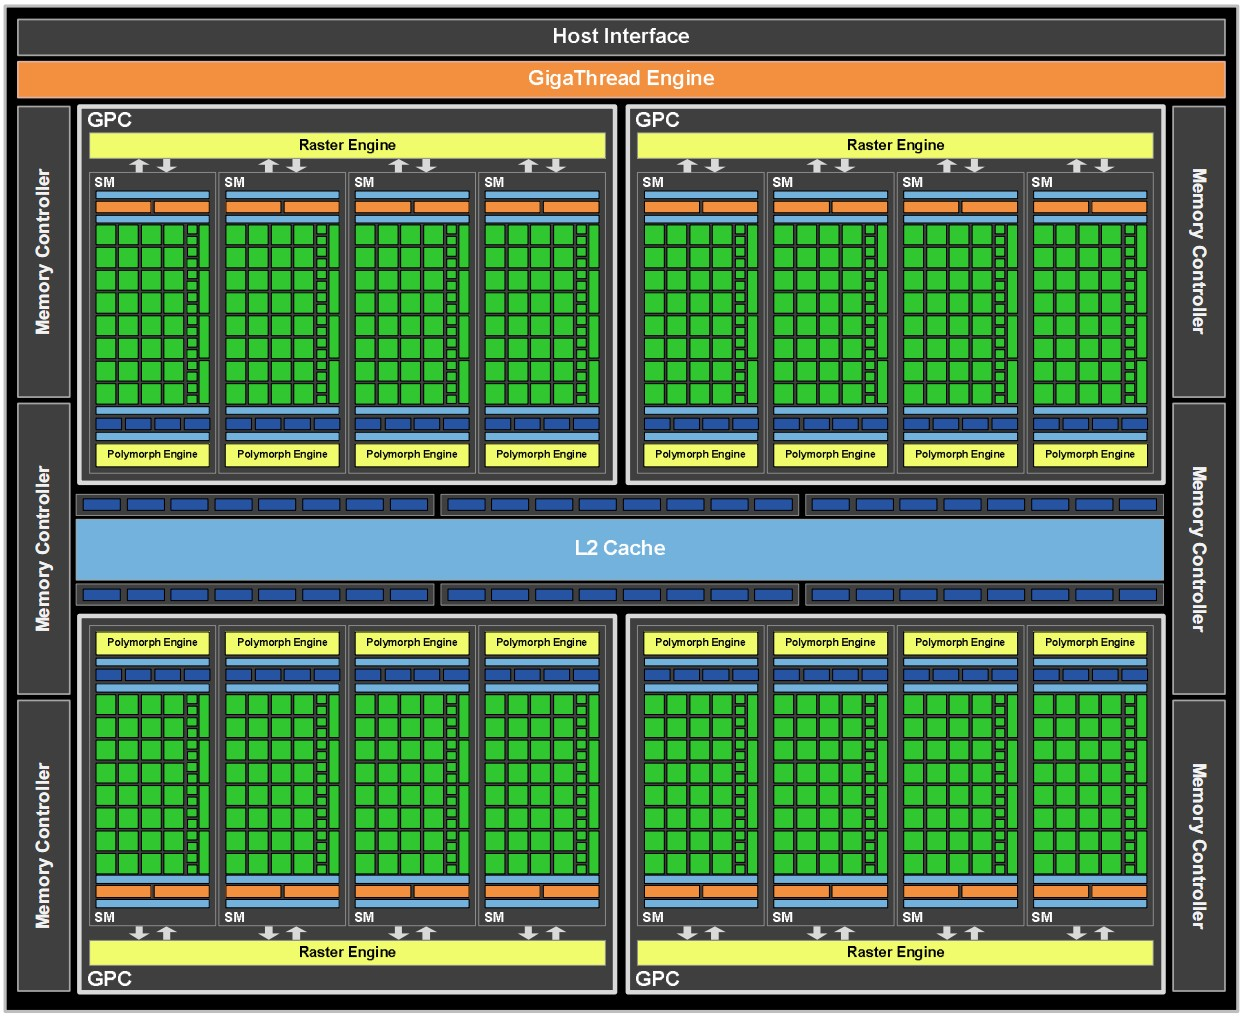 Host Interface
GigaThread Engine
Memory Controller
Memory Controller
Memory Controller
GPC
Raster Engine
SM SM SM SM
Polymorph Engine Polymorph Engine Polymorph Engine Polymorph Engine
GPC
Raster Engine
SM SM SM SM
Polymorph Engine Polymorph Engine Polymorph Engine Polymorph Engine
L2 Cache
Polymorph Engine Polymorph Engine Polymorph Engine Polymorph Engine
SM SM SM SM
Raster Engine
GPC
Polymorph Engine Polymorph Engine Polymorph Engine Polymorph Engine
SM SM SM SM
Raster Engine
GPC
Memory Controller
Memory Controller
Memory Controller